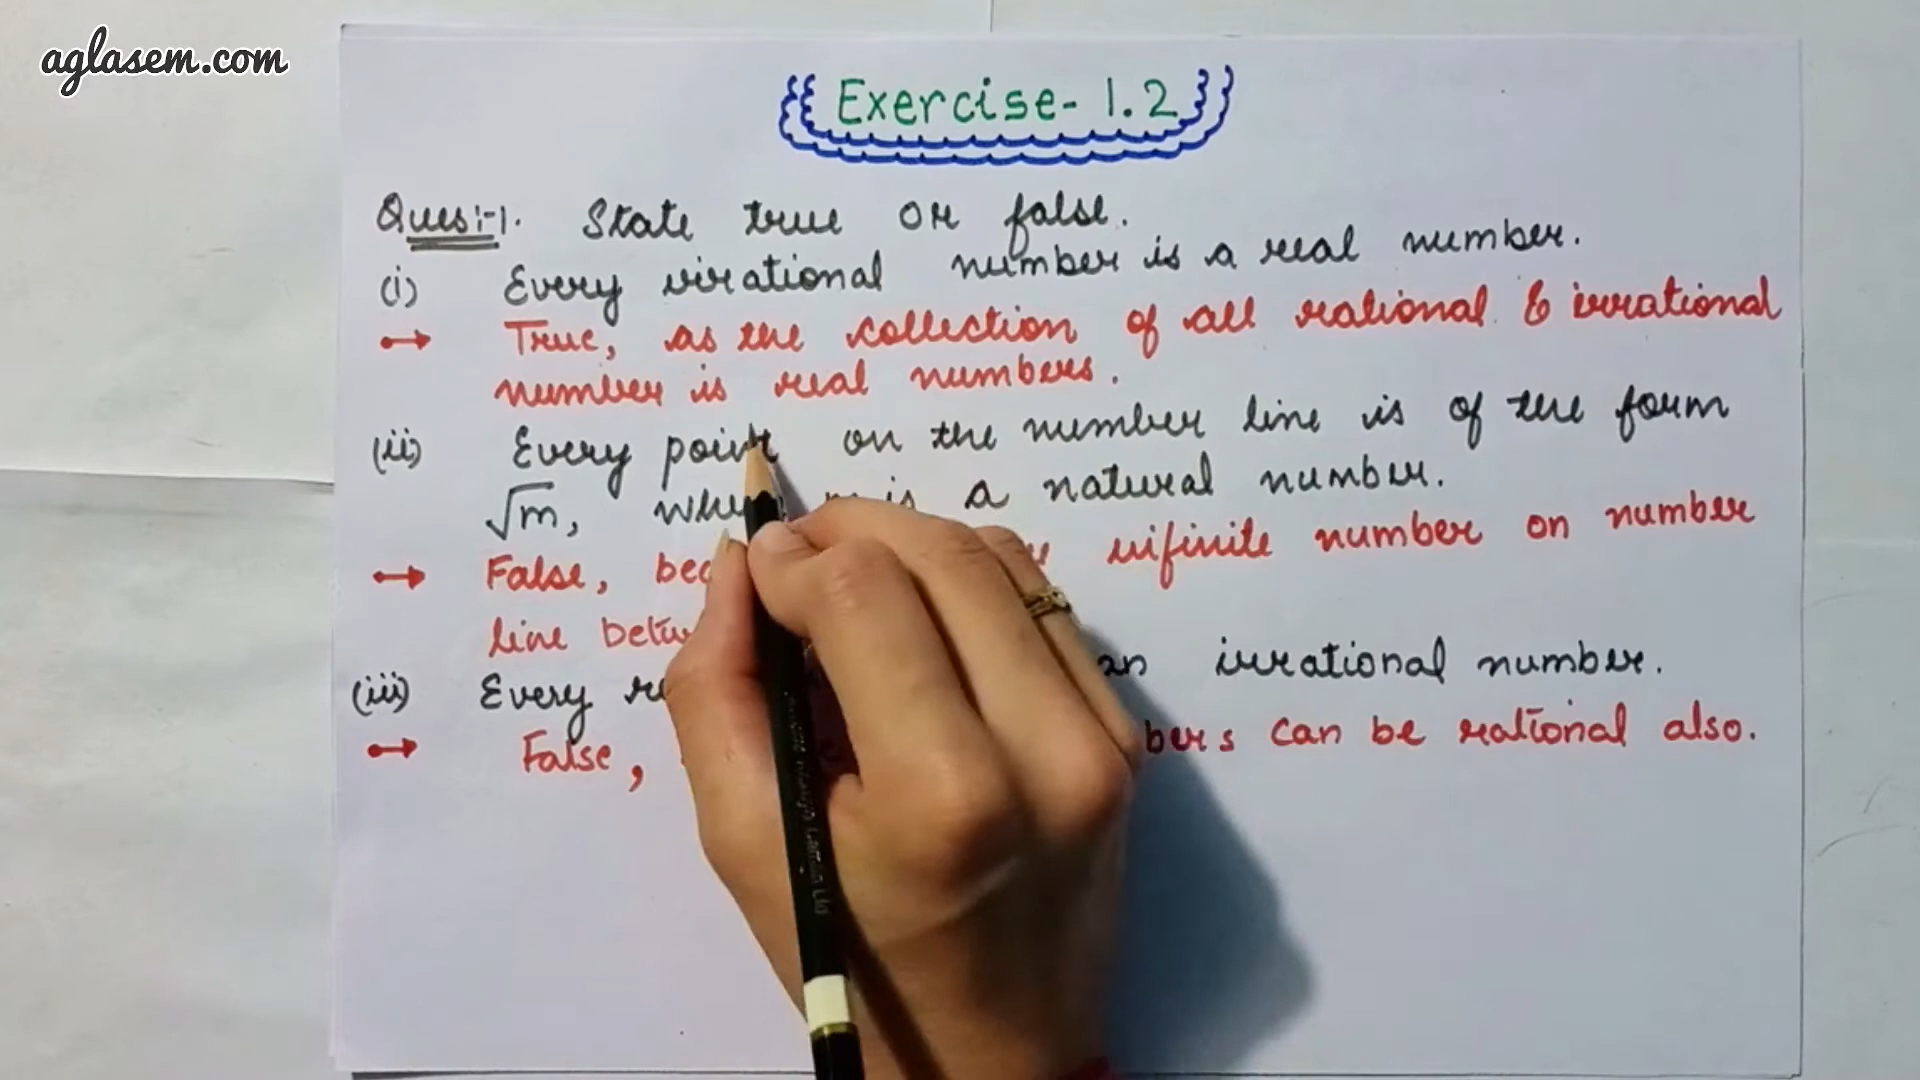 aglasem.com
Exercise- 1.2
Ques:-1. State true or false.
(i) Every irrational number is a real number.
→ True, as the collection of all rational & irrational
number is real numbers.
(ii) Every point on the number line is of the form
√m, m is a natural number.
→ False, infinite number on number
line
(iii) Every an irrational number.
→ False, can be rational also.